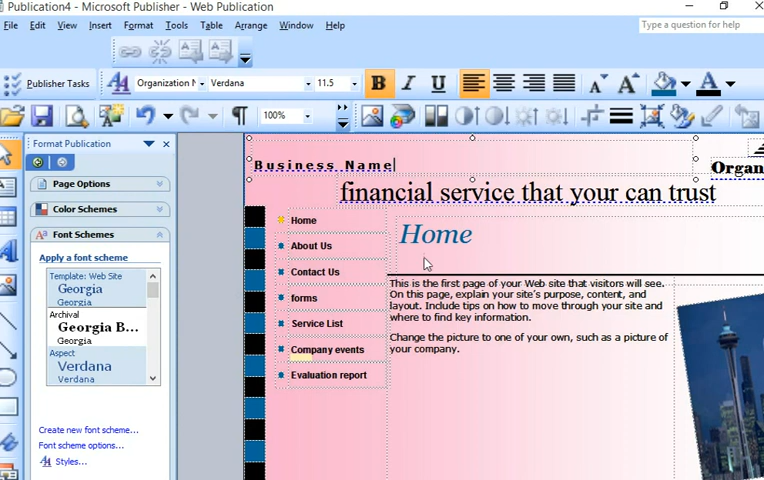 Publication4 - Microsoft Publisher - Web Publication
File Edit View Insert Format Tools Table Arrange Window Help
Type a question for help
Publisher Tasks Organization N Verdana 11.5 B I U A A A
100%
Format Publication
Page Options
Color Schemes
Font Schemes
Apply a font scheme
Template: Web Site
Georgia
Georgia
Archival
Georgia B...
Georgia
Aspect
Verdana
Verdana
Create new font scheme...
Font scheme options...
Styles...
Business Name
Organ
financial service that your can trust
Home
About Us
Contact Us
forms
Service List
Company events
Evaluation report
Home
This is the first page of your Web site that visitors will see.
On this page, explain your site's purpose, content, and
layout. Include tips on how to move through your site and
where to find key information.
Change the picture to one of your own, such as a picture of
your company.